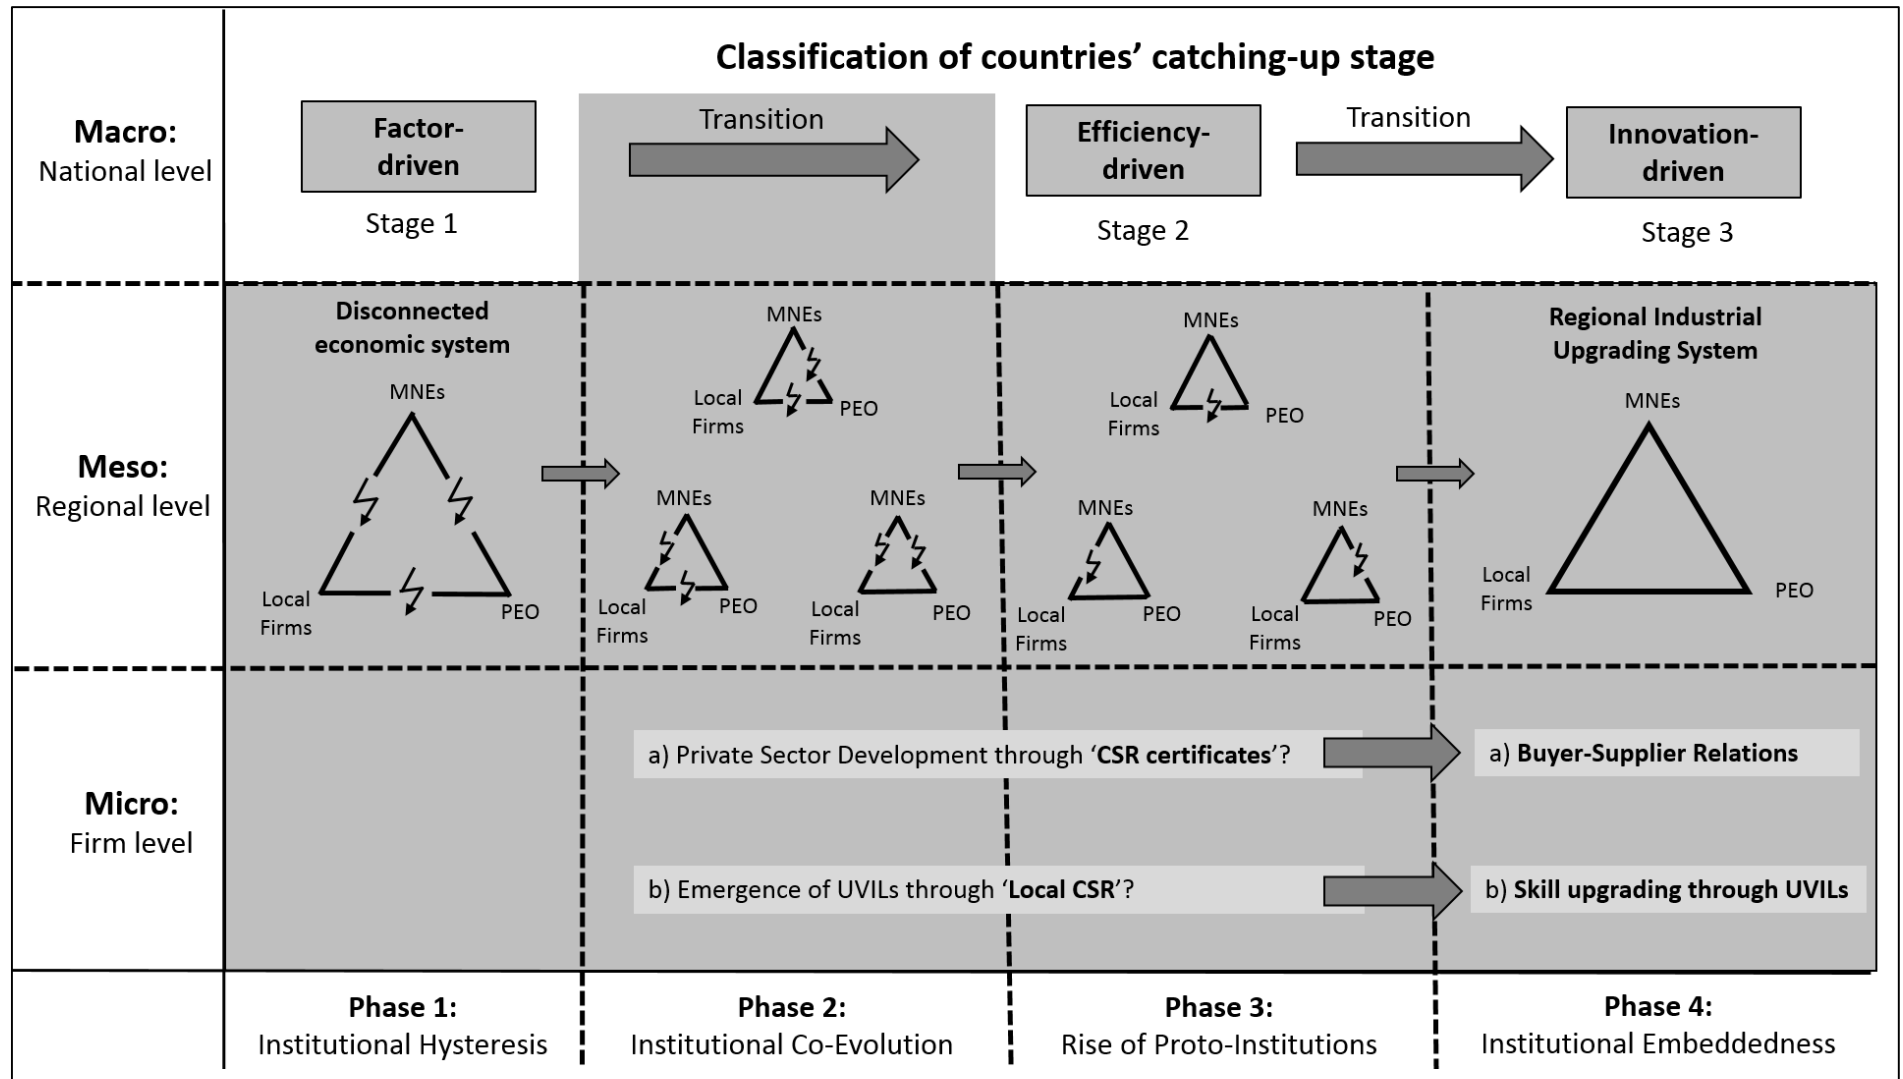 Classification of countries’ catching-up stage
Macro:
National level
Factor-
driven
Stage 1
Transition
Efficiency-
driven
Stage 2
Transition
Innovation-
driven
Stage 3
Meso:
Regional level
Disconnected
economic system
MNEs
Local
Firms
PEO
MNEs
Local
Firms
PEO
MNEs
Local
Firms
PEO
MNEs
Local
Firms
PEO
MNEs
Local
Firms
PEO
MNEs
Local
Firms
PEO
MNEs
Local
Firms
PEO
Regional Industrial
Upgrading System
MNEs
Local
Firms
PEO
Micro:
Firm level
a) Private Sector Development through ‘CSR certificates’?
a) Buyer-Supplier Relations
b) Emergence of UVILs through ‘Local CSR’?
b) Skill upgrading through UVILs
Phase 1:
Institutional Hysteresis
Phase 2:
Institutional Co-Evolution
Phase 3:
Rise of Proto-Institutions
Phase 4:
Institutional Embeddedness